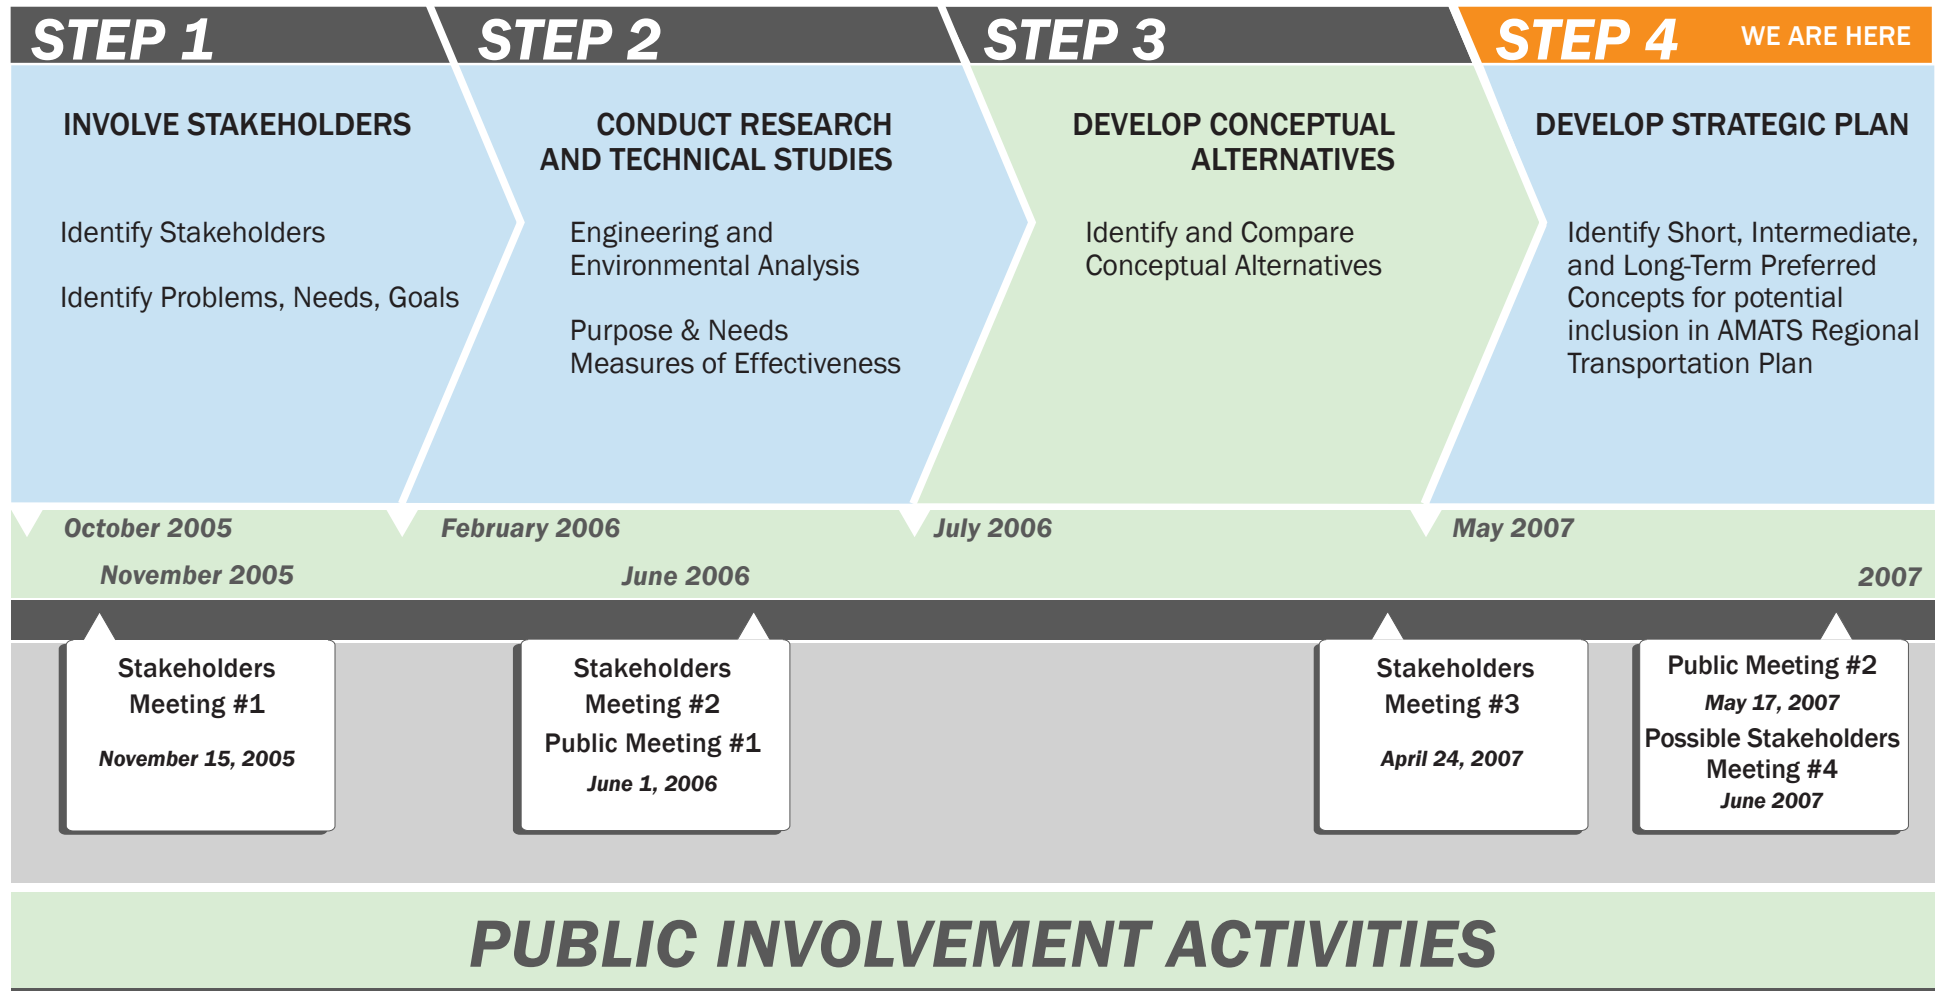 STEP 1
STEP 2
STEP 3
STEP 4
WE ARE HERE
INVOLVE STAKEHOLDERS
Identify Stakeholders
Identify Problems, Needs, Goals
CONDUCT RESEARCH
AND TECHNICAL STUDIES
Engineering and
Environmental Analysis
Purpose & Needs
Measures of Effectiveness
DEVELOP CONCEPTUAL
ALTERNATIVES
Identify and Compare
Conceptual Alternatives
DEVELOP STRATEGIC PLAN
Identify Short, Intermediate,
and Long-Term Preferred
Concepts for potential
inclusion in AMATS Regional
Transportation Plan
October 2005
February 2006
July 2006
May 2007
November 2005
June 2006
2007
Stakeholders
Meeting #1
November 15, 2005
Stakeholders
Meeting #2
Public Meeting #1
June 1, 2006
Stakeholders
Meeting #3
April 24, 2007
Public Meeting #2
May 17, 2007
Possible Stakeholders
Meeting #4
June 2007
PUBLIC INVOLVEMENT ACTIVITIES